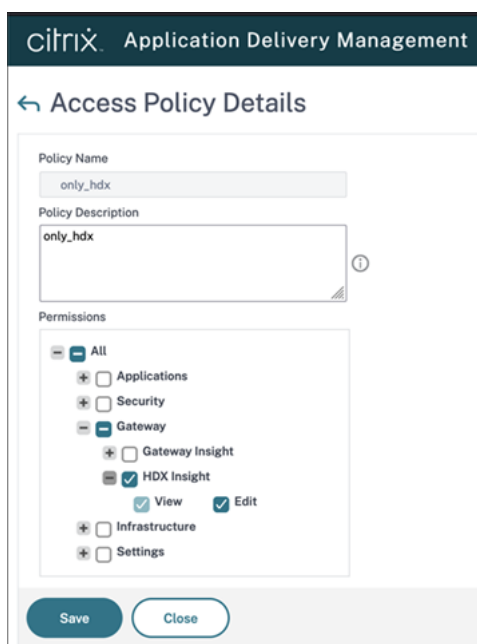 citrix. Application Delivery Management
Access Policy Details
Policy Name
only_hdx
Policy Description
only_hdx
Permissions
All
Applications
Security
Gateway
Gateway Insight
HDX Insight
View Edit
Infrastructure
Settings
Save Close